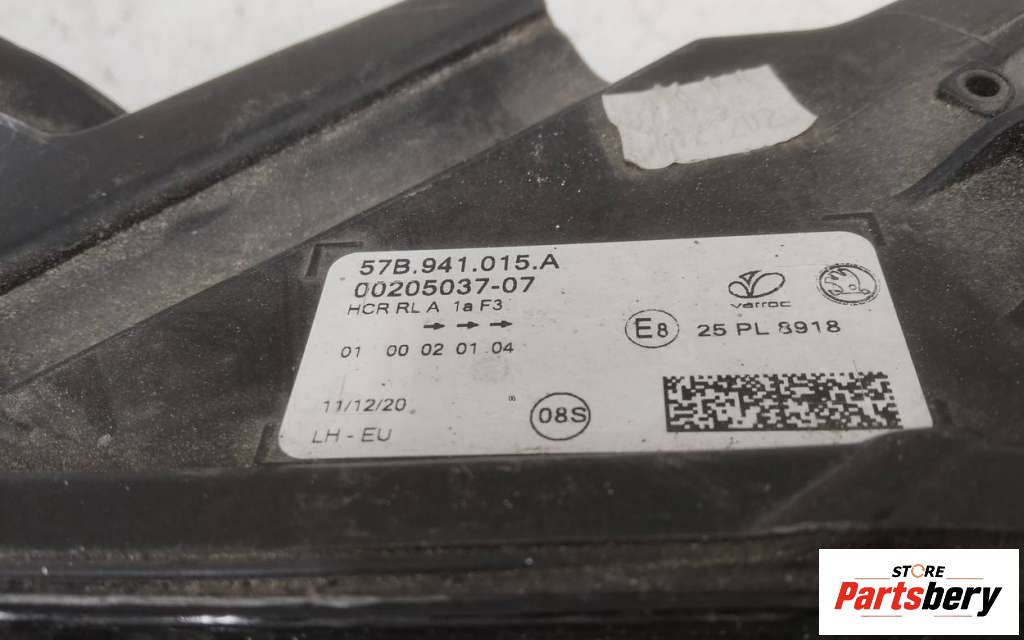 57B.941.015.A
00205037-07
HCR RL A 1a F3
01 00 02 01 04
11/12/20
LH - EU
08S
varroc
E8 25 PL 8918
STORE
Partsbery